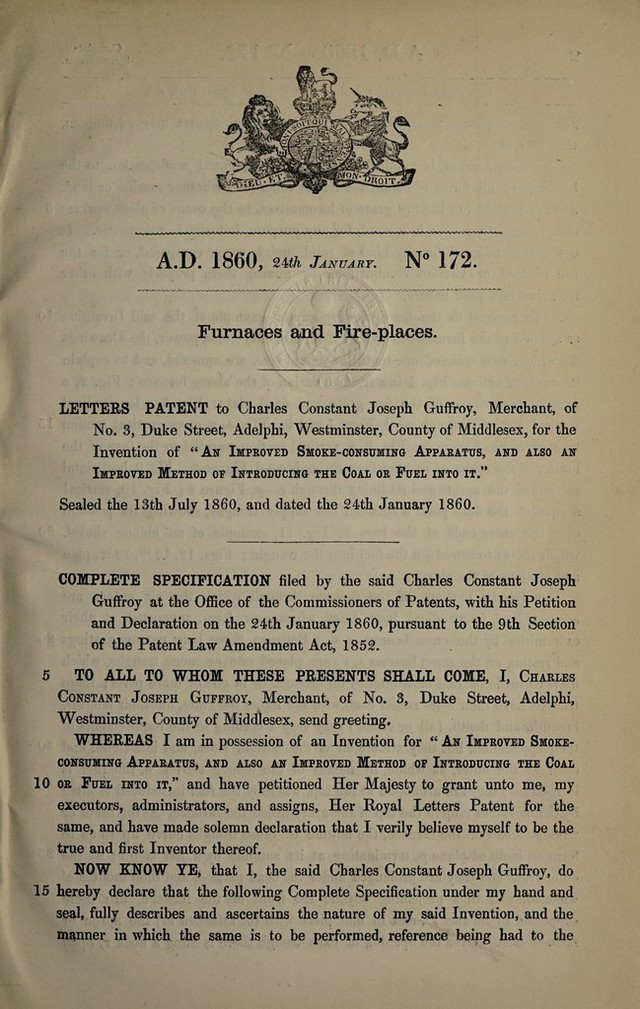 HONI SOIT QUI MAL
DIEU ET MON DROIT.
A.D. 1860, 24th JANUARY. Nº 172.
Furnaces and Fire-places.
LETTERS PATENT to Charles Constant Joseph Guffroy, Merchant, of
No. 3, Duke Street, Adelphi, Westminster, County of Middlesex, for the
Invention of “AN IMPROVED SMOKE-CONSUMING APPARATUS, AND ALSO AN
IMPROVED METHOD OF INTRODUCING THE COAL OR FUEL INTO IT.”
Sealed the 13th July 1860, and dated the 24th January 1860.
COMPLETE SPECIFICATION filed by the said Charles Constant Joseph
Guffroy at the Office of the Commissioners of Patents, with his Petition
and Declaration on the 24th January 1860, pursuant to the 9th Section
of the Patent Law Amendment Act, 1852.
5 TO ALL TO WHOM THESE PRESENTS SHALL COME, I, CHARLES
CONSTANT JOSEPH GUFFROY, Merchant, of No. 3, Duke Street, Adelphi,
Westminster, County of Middlesex, send greeting.
WHEREAS I am in possession of an Invention for “AN IMPROVED SMOKE-
CONSUMING APPARATUS, AND ALSO AN IMPROVED METHOD OF INTRODUCING THE COAL
10 OR FUEL INTO IT,” and have petitioned Her Majesty to grant unto me, my
executors, administrators, and assigns, Her Royal Letters Patent for the
same, and have made solemn declaration that I verily believe myself to be the
true and first Inventor thereof.
NOW KNOW YE, that I, the said Charles Constant Joseph Guffroy, do
15 hereby declare that the following Complete Specification under my hand and
seal, fully describes and ascertains the nature of my said Invention, and the
manner in which the same is to be performed, reference being had to the